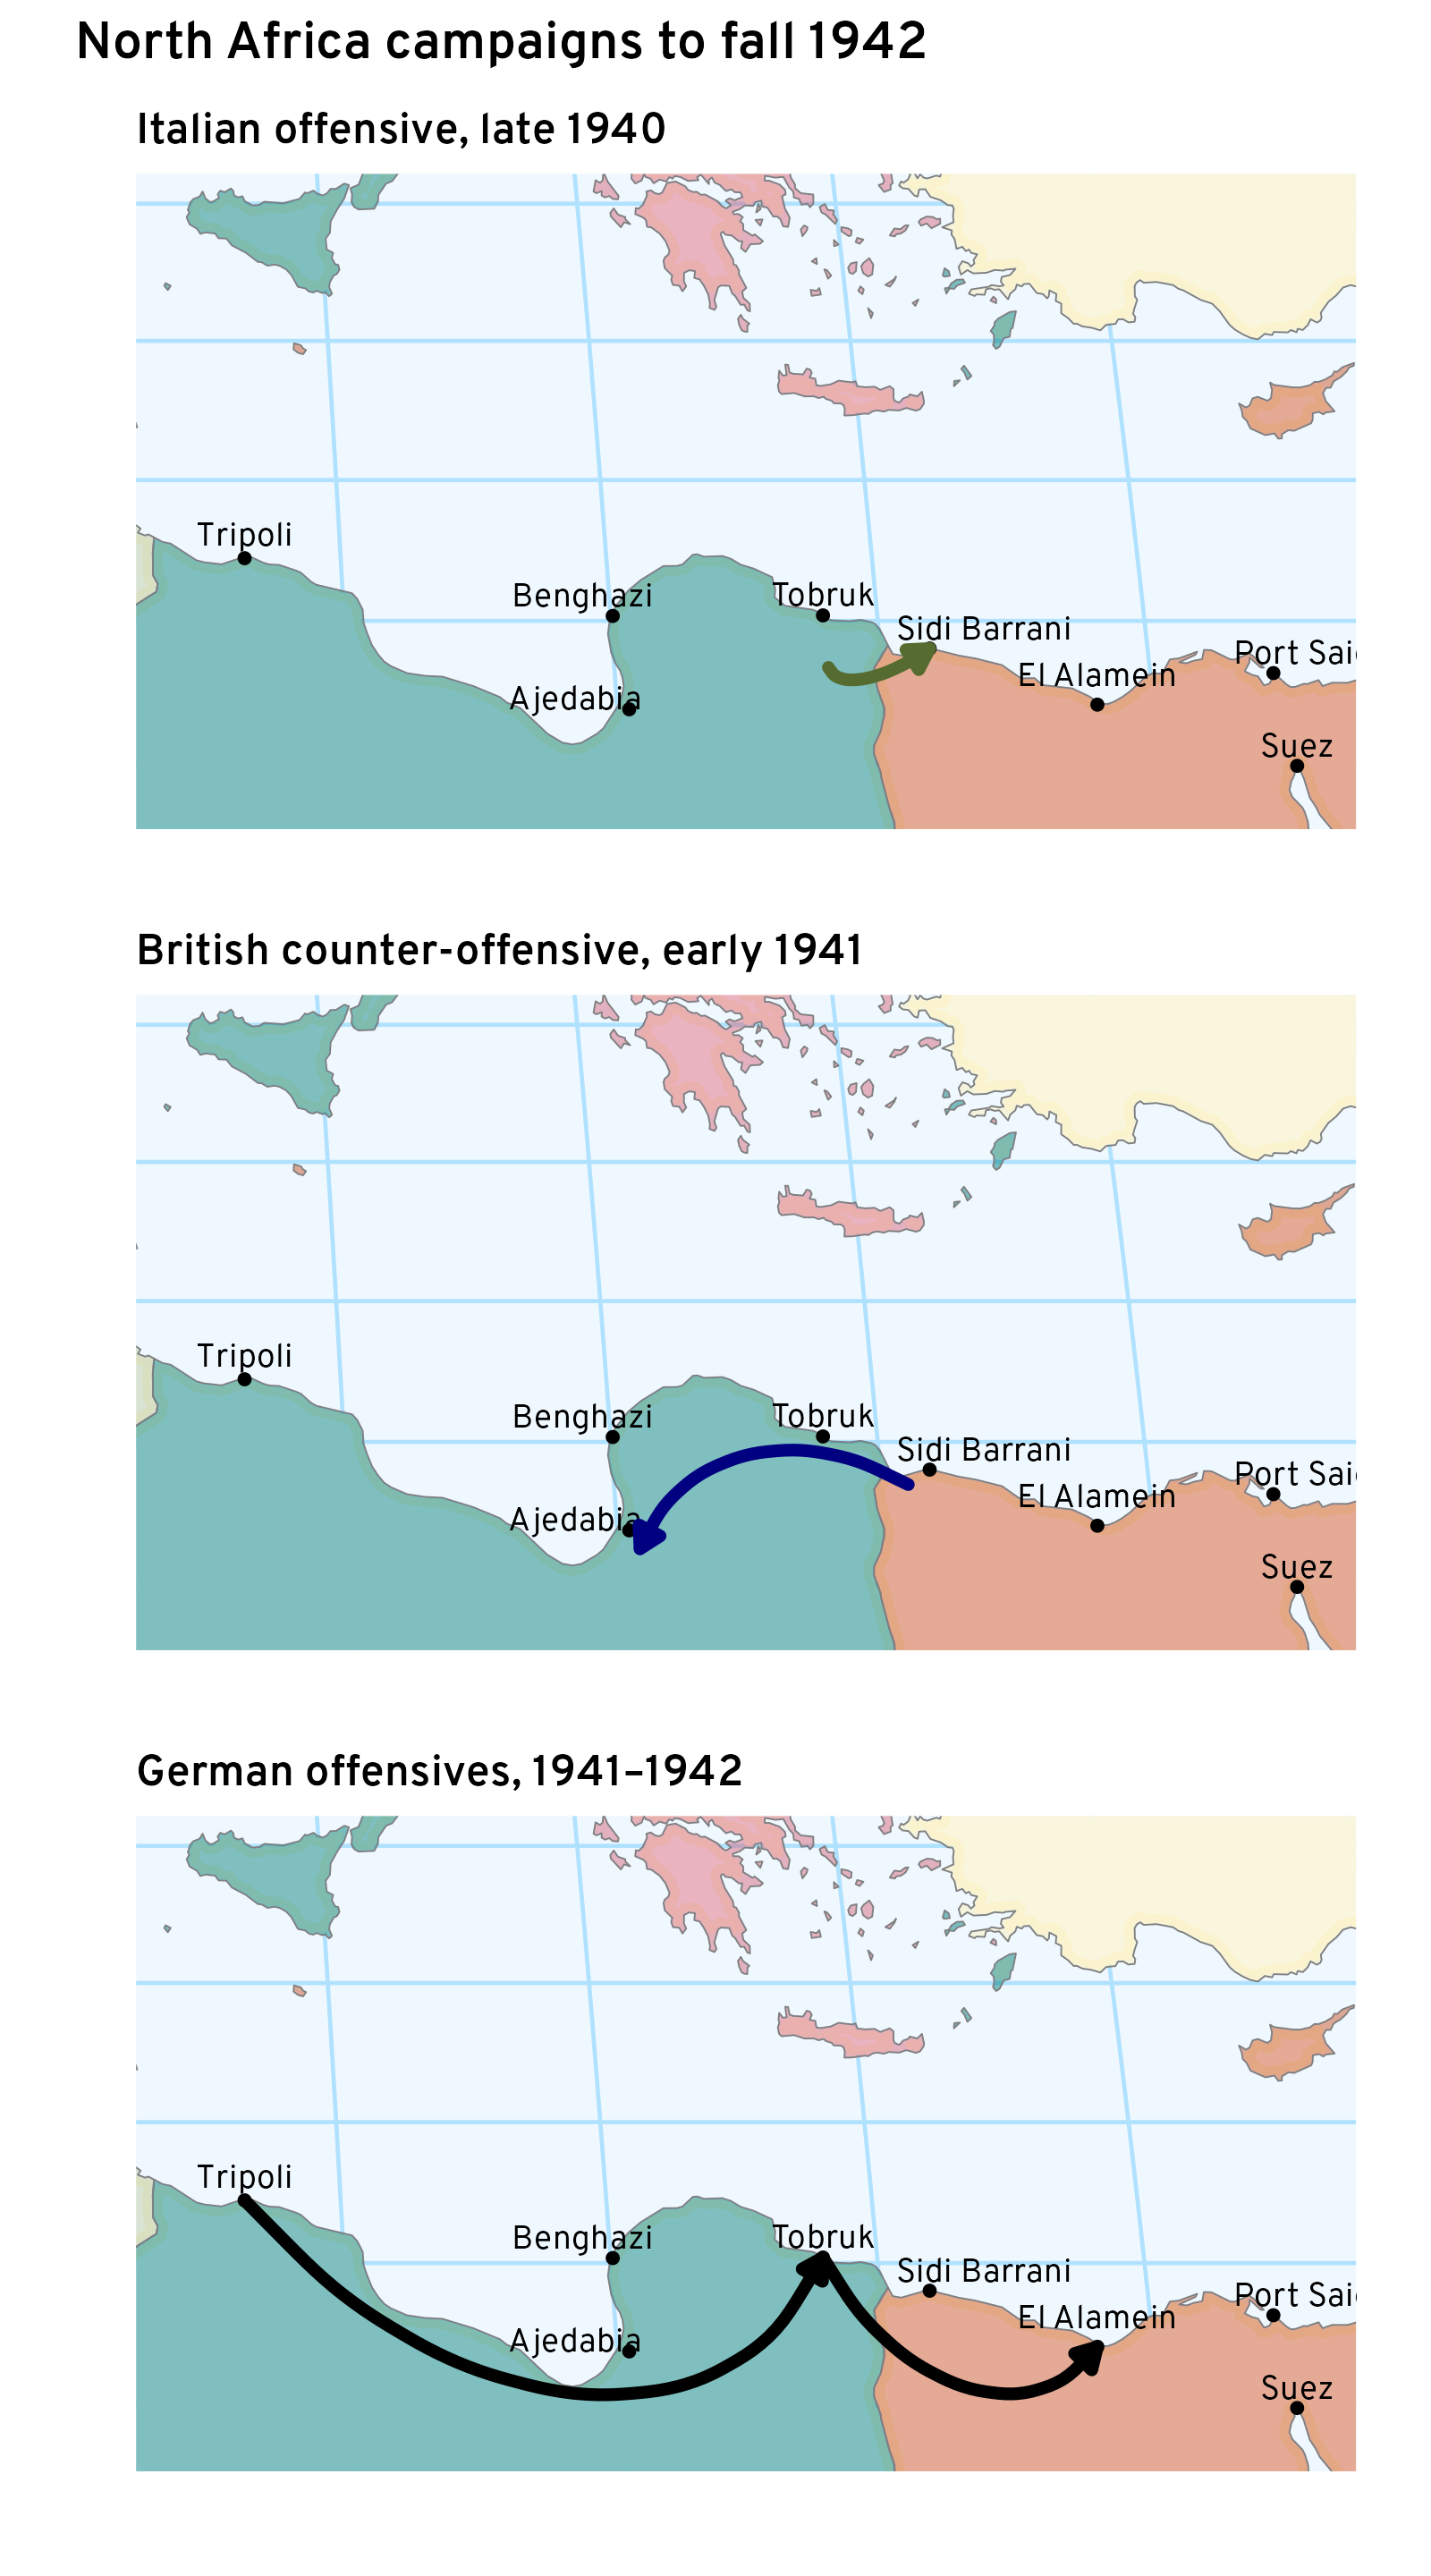 North Africa campaigns to fall 1942
Italian offensive, late 1940
Tripoli
Benghazi
Tobruk
Sidi Barrani
Port Sai
El Alamein
Ajedabia
Suez
British counter-offensive, early 1941
Tripoli
Benghazi
Tobruk
Sidi Barrani
Port Sai
El Alamein
Ajedabia
Suez
German offensives, 1941–1942
Tripoli
Benghazi
Tobruk
Sidi Barrani
Port Sai
El Alamein
Ajedabia
Suez